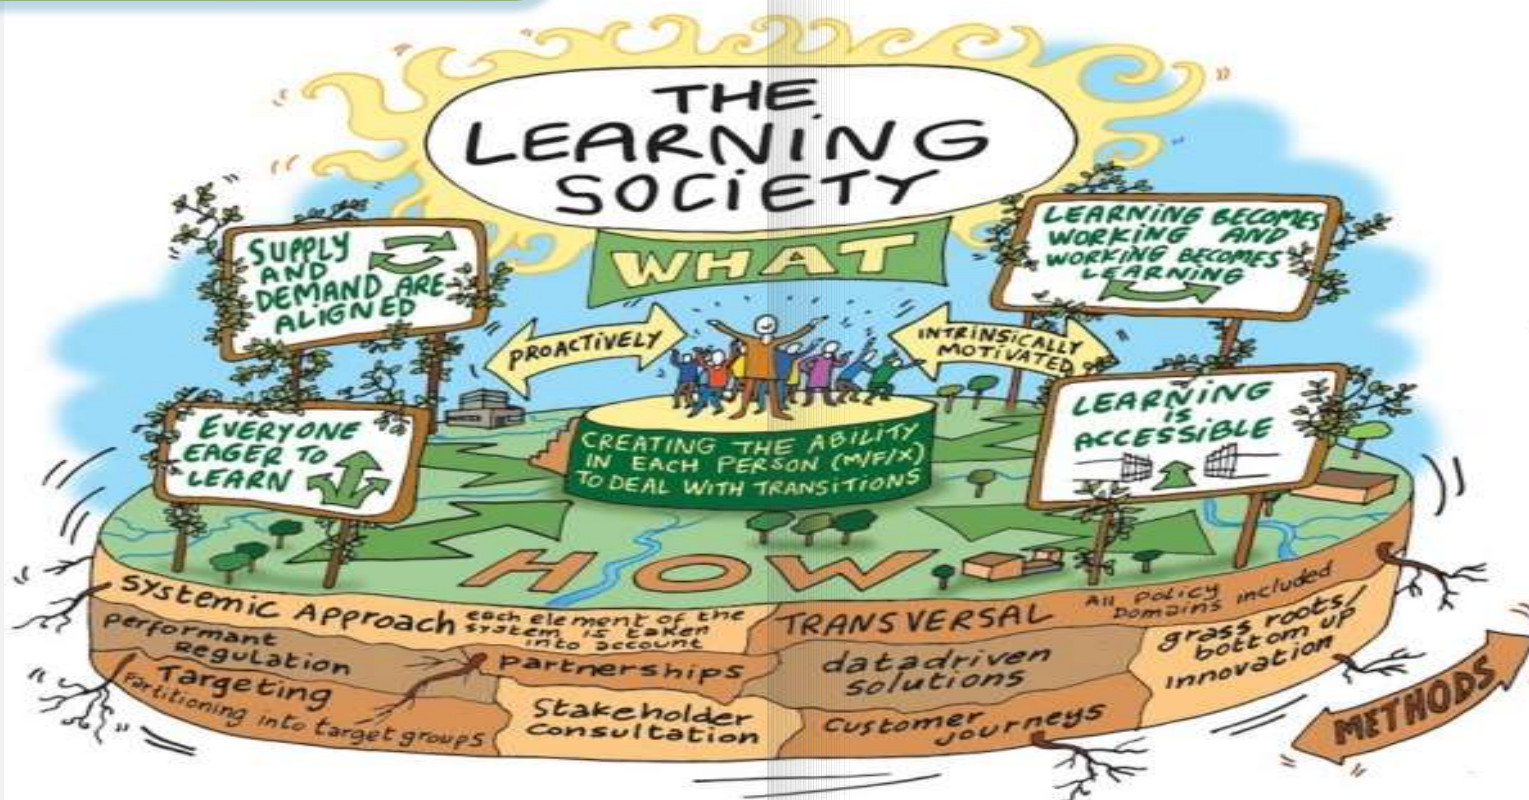 THE
LEARNING
SOCIETY
WHAT
SUPPLY
AND
DEMAND ARE
ALIGNED
LEARNING BECOMES
WORKING AND
WORKING BECOMES
LEARNING
PROACTIVELY
INTRINSICALLY
MOTIVATED
EVERYONE
EAGER TO
LEARN
CREATING THE ABILITY
IN EACH PERSON (M/F/X)
TO DEAL WITH TRANSITIONS
LEARNING
IS
ACCESSIBLE
HOW
Systemic Approach
each element of the
system is taken
into account
TRANSVERSAL
All policy
Domains included
performant
Regulation
partnerships
datadriven
solutions
grass roots/
bottom up
innovation
Targeting
Partitioning into target groups
Stakeholder
Consultation
Customer
journeys
METHODS